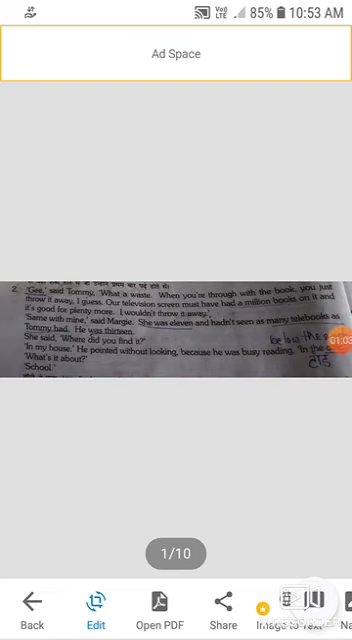 Vo))
LTE
85%
10:53 AM
Ad Space
2. 'Gee,' said Tommy, 'What a waste. When you're through with the book, you just
throw it away, I guess. Our television screen must have had a million books on it and
it's good for plenty more. I wouldn't throw it away.'
'Same with mine,' said Margie. She was eleven and hadn't seen as many telebooks as
Tommy had. He was thirteen.
She said, 'Where did you find it?'
below the
01:03
'In my house.' He pointed without looking, because he was busy reading. 'In the
'What's it about?'
'School.'
1/10
Back
Edit
Open PDF
Share
Image to Text
Na